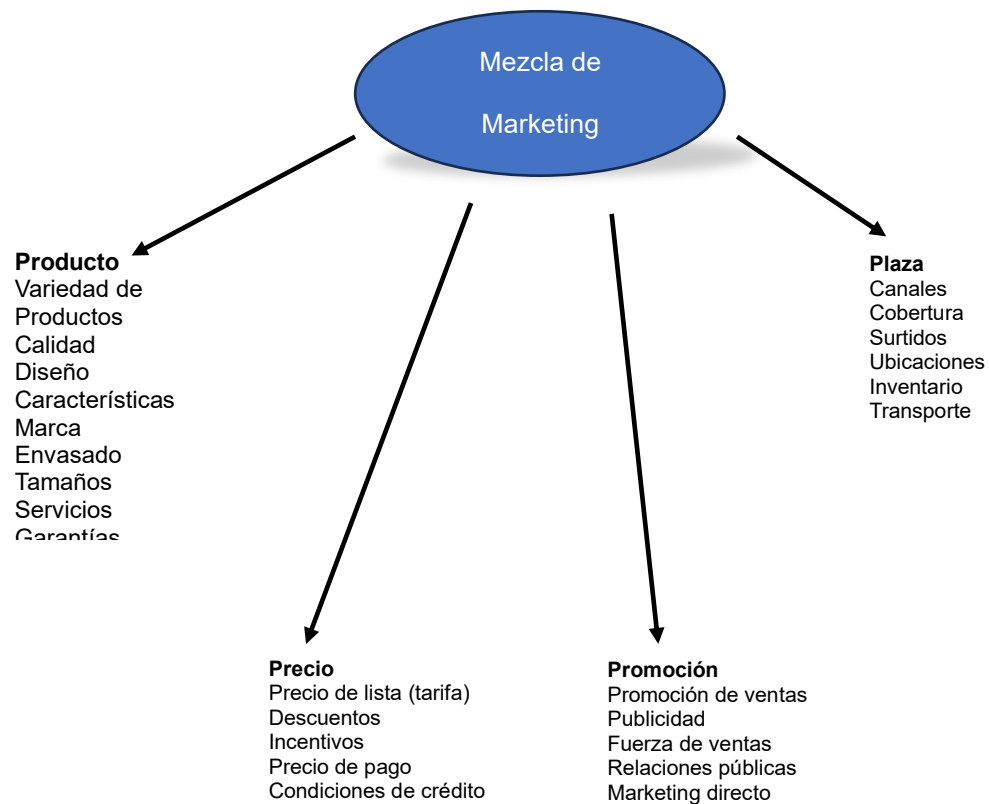 Mezcla de
Marketing
Producto
Variedad de
Productos
Calidad
Diseño
Características
Marca
Envasado
Tamaños
Servicios
Garantías
Precio
Precio de lista (tarifa)
Descuentos
Incentivos
Precio de pago
Condiciones de crédito
Promoción
Promoción de ventas
Publicidad
Fuerza de ventas
Relaciones públicas
Marketing directo
Plaza
Canales
Cobertura
Surtidos
Ubicaciones
Inventario
Transporte